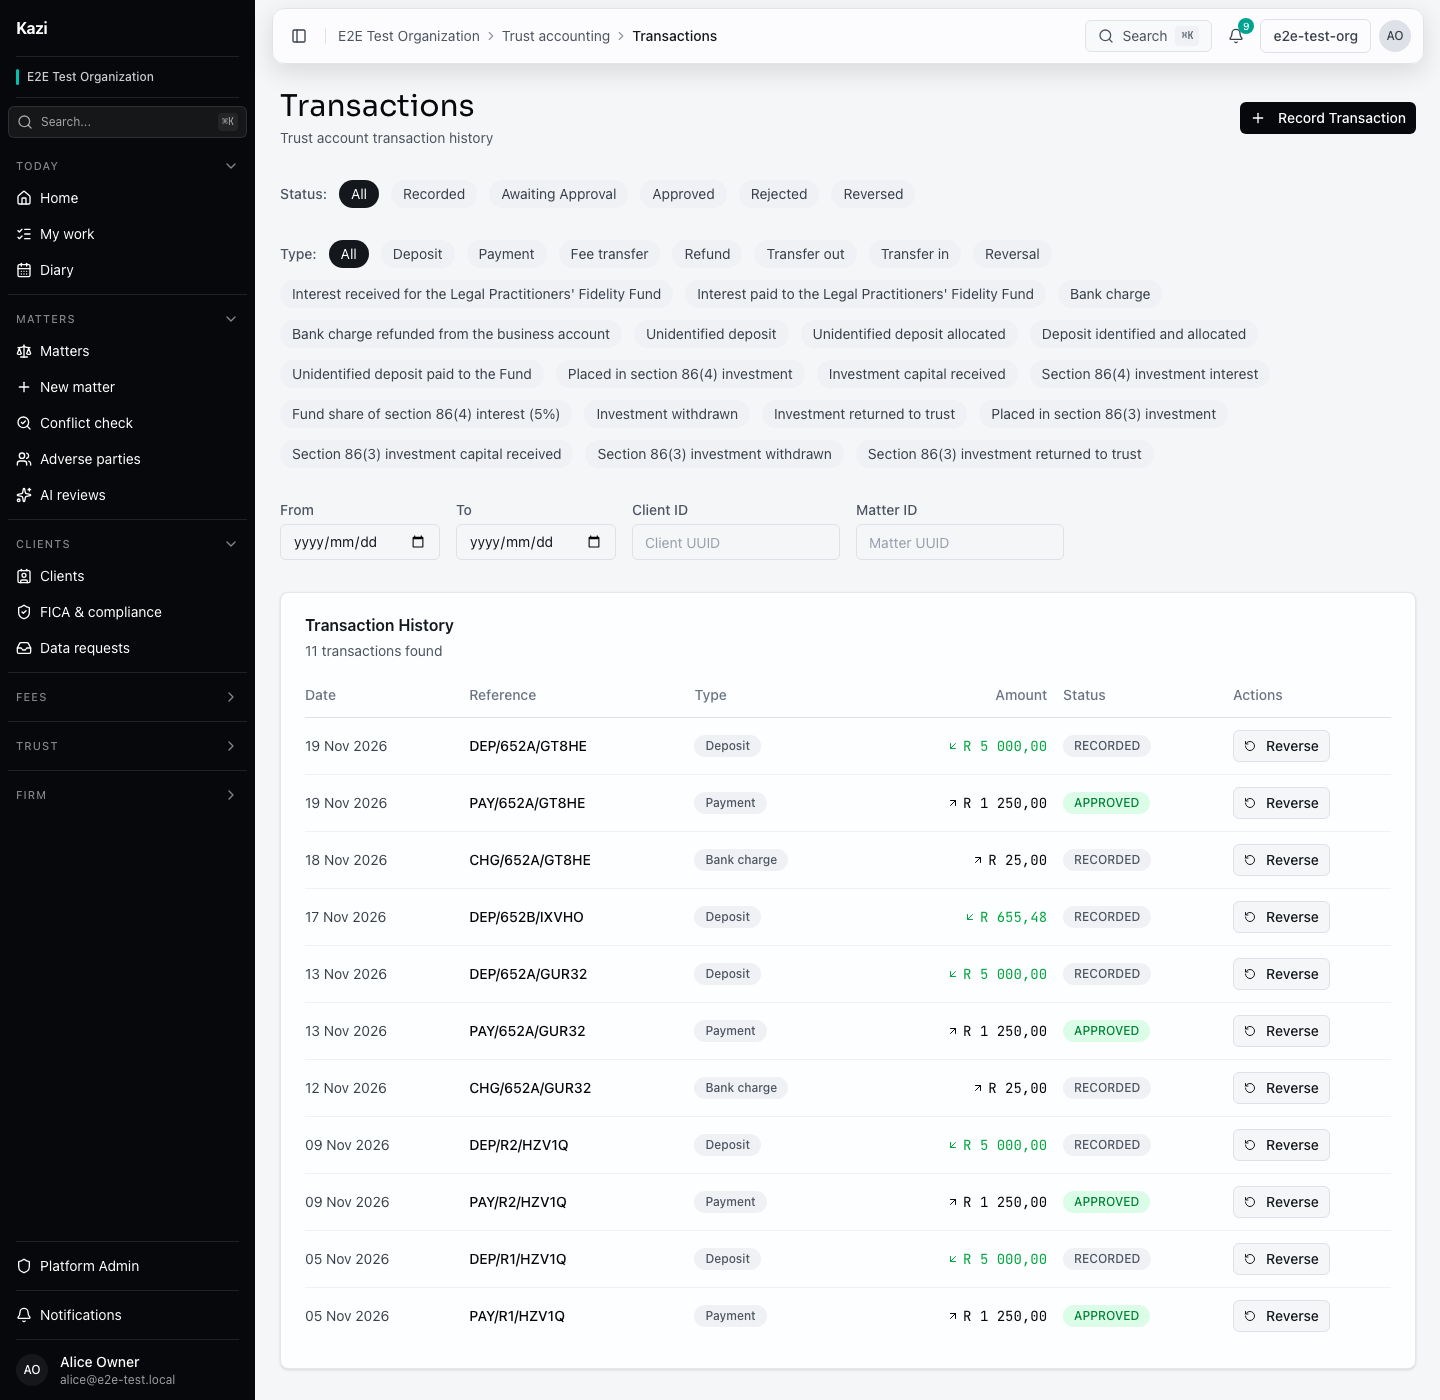 Kazi
E2E Test Organization
Search... ⌘K
TODAY
Home
My work
Diary
MATTERS
Matters
New matter
Conflict check
Adverse parties
AI reviews
CLIENTS
Clients
FICA & compliance
Data requests
FEES
TRUST
FIRM
Platform Admin
Notifications
AO
Alice Owner
alice@e2e-test.local
E2E Test Organization > Trust accounting > Transactions
Search ⌘K
9
e2e-test-org
AO
Transactions
Trust account transaction history
+ Record Transaction
Status: All Recorded Awaiting Approval Approved Rejected Reversed
Type: All Deposit Payment Fee transfer Refund Transfer out Transfer in Reversal
Interest received for the Legal Practitioners' Fidelity Fund Interest paid to the Legal Practitioners' Fidelity Fund Bank charge
Bank charge refunded from the business account Unidentified deposit Unidentified deposit allocated Deposit identified and allocated
Unidentified deposit paid to the Fund Placed in section 86(4) investment Investment capital received Section 86(4) investment interest
Fund share of section 86(4) interest (5%) Investment withdrawn Investment returned to trust Placed in section 86(3) investment
Section 86(3) investment capital received Section 86(3) investment withdrawn Section 86(3) investment returned to trust
From To Client ID Matter ID
yyyy/mm/dd yyyy/mm/dd Client UUID Matter UUID
Transaction History
11 transactions found
Date Reference Type Amount Status Actions
19 Nov 2026 DEP/652A/GT8HE Deposit R 5 000,00 RECORDED Reverse
19 Nov 2026 PAY/652A/GT8HE Payment R 1 250,00 APPROVED Reverse
18 Nov 2026 CHG/652A/GT8HE Bank charge R 25,00 RECORDED Reverse
17 Nov 2026 DEP/652B/IXVHO Deposit R 655,48 RECORDED Reverse
13 Nov 2026 DEP/652A/GUR32 Deposit R 5 000,00 RECORDED Reverse
13 Nov 2026 PAY/652A/GUR32 Payment R 1 250,00 APPROVED Reverse
12 Nov 2026 CHG/652A/GUR32 Bank charge R 25,00 RECORDED Reverse
09 Nov 2026 DEP/R2/HZV1Q Deposit R 5 000,00 RECORDED Reverse
09 Nov 2026 PAY/R2/HZV1Q Payment R 1 250,00 APPROVED Reverse
05 Nov 2026 DEP/R1/HZV1Q Deposit R 5 000,00 RECORDED Reverse
05 Nov 2026 PAY/R1/HZV1Q Payment R 1 250,00 APPROVED Reverse